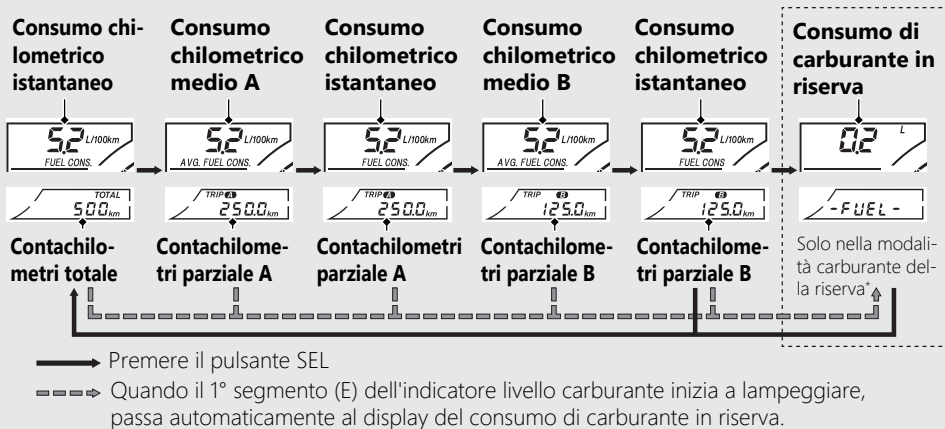 Consumo chi-
lometrico
istantaneo
5.2 L/100km
FUEL CONS.
TOTAL
500 km
Contachilo-
metri totale
Consumo
chilometrico
medio A
5.2 L/100km
AVG. FUEL CONS.
TRIP A
250.0 km
Contachilome-
tri parziale A
Consumo
chilometrico
istantaneo
5.2 L/100km
FUEL CONS.
TRIP A
250.0 km
Contachilometri
parziale A
Consumo
chilometrico
medio B
5.2 L/100km
AVG. FUEL CONS.
TRIP B
125.0 km
Contachilome-
tri parziale B
Consumo
chilometrico
istantaneo
5.2 L/100km
FUEL CONS
TRIP B
125.0 km
Contachilome-
tri parziale B
Consumo di
carburante in
riserva
0.2 L
-FUEL-
Solo nella modali-
tà carburante del-
la riserva*
Premere il pulsante SEL
Quando il 1° segmento (E) dell'indicatore livello carburante inizia a lampeggiare,
passa automaticamente al display del consumo di carburante in riserva.